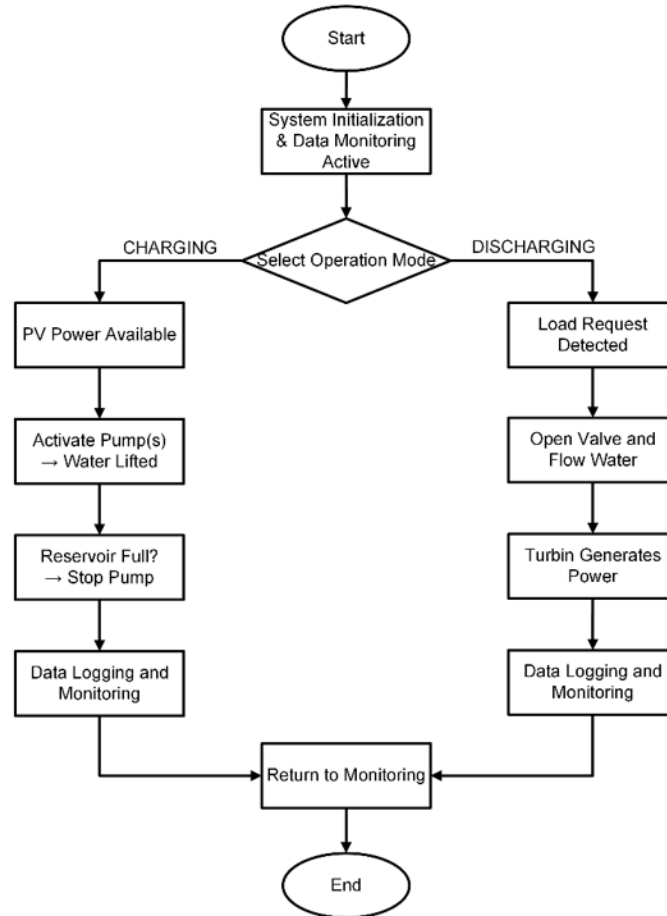 Start
System Initialization
& Data Monitoring
Active
CHARGING
Select Operation Mode
DISCHARGING
PV Power Available
Load Request
Detected
Activate Pump(s)
→ Water Lifted
Open Valve and
Flow Water
Reservoir Full?
→ Stop Pump
Turbin Generates
Power
Data Logging and
Monitoring
Data Logging and
Monitoring
Return to Monitoring
End